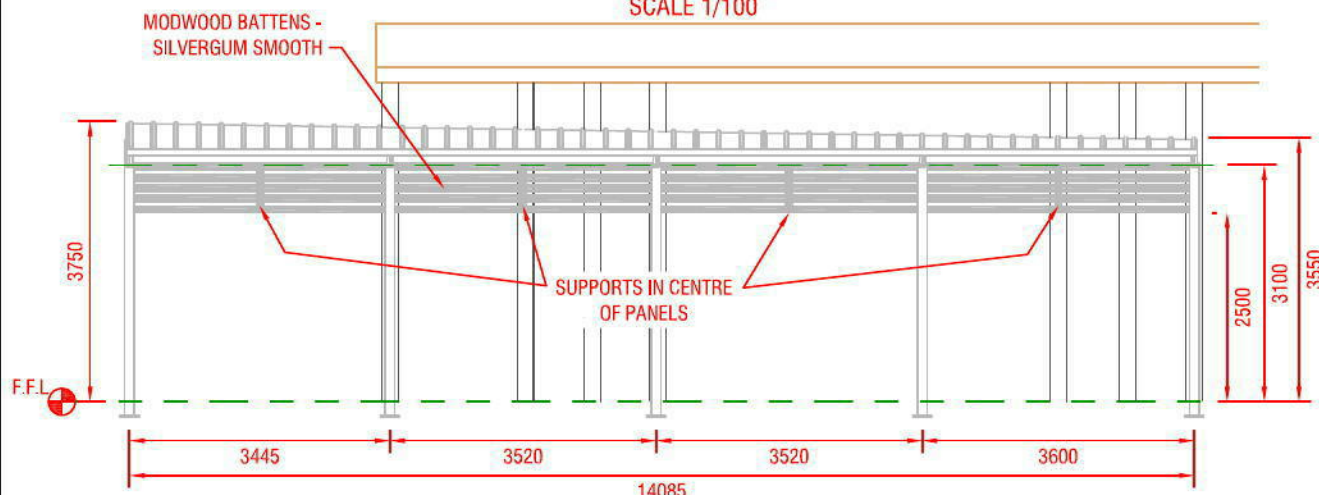 SCALE 1/100
MODWOOD BATTENS -
SILVERGUM SMOOTH
3750
SUPPORTS IN CENTRE
OF PANELS
2500
3100
3550
F.F.L
3445
3520
3520
3600
14085